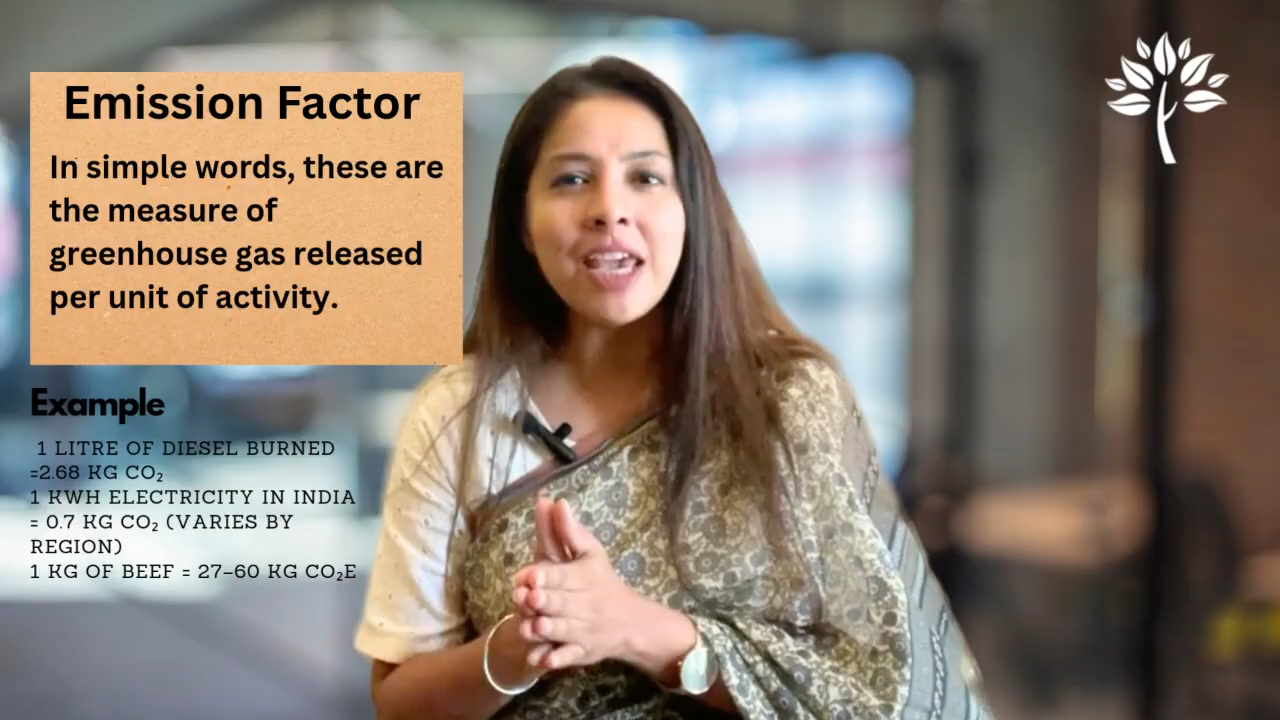 Emission Factor
In simple words, these are
the measure of
greenhouse gas released
per unit of activity.
Example
1 LITRE OF DIESEL BURNED
=2.68 KG CO₂
1 KWH ELECTRICITY IN INDIA
= 0.7 KG CO₂ (VARIES BY
REGION)
1 KG OF BEEF = 27–60 KG CO₂E